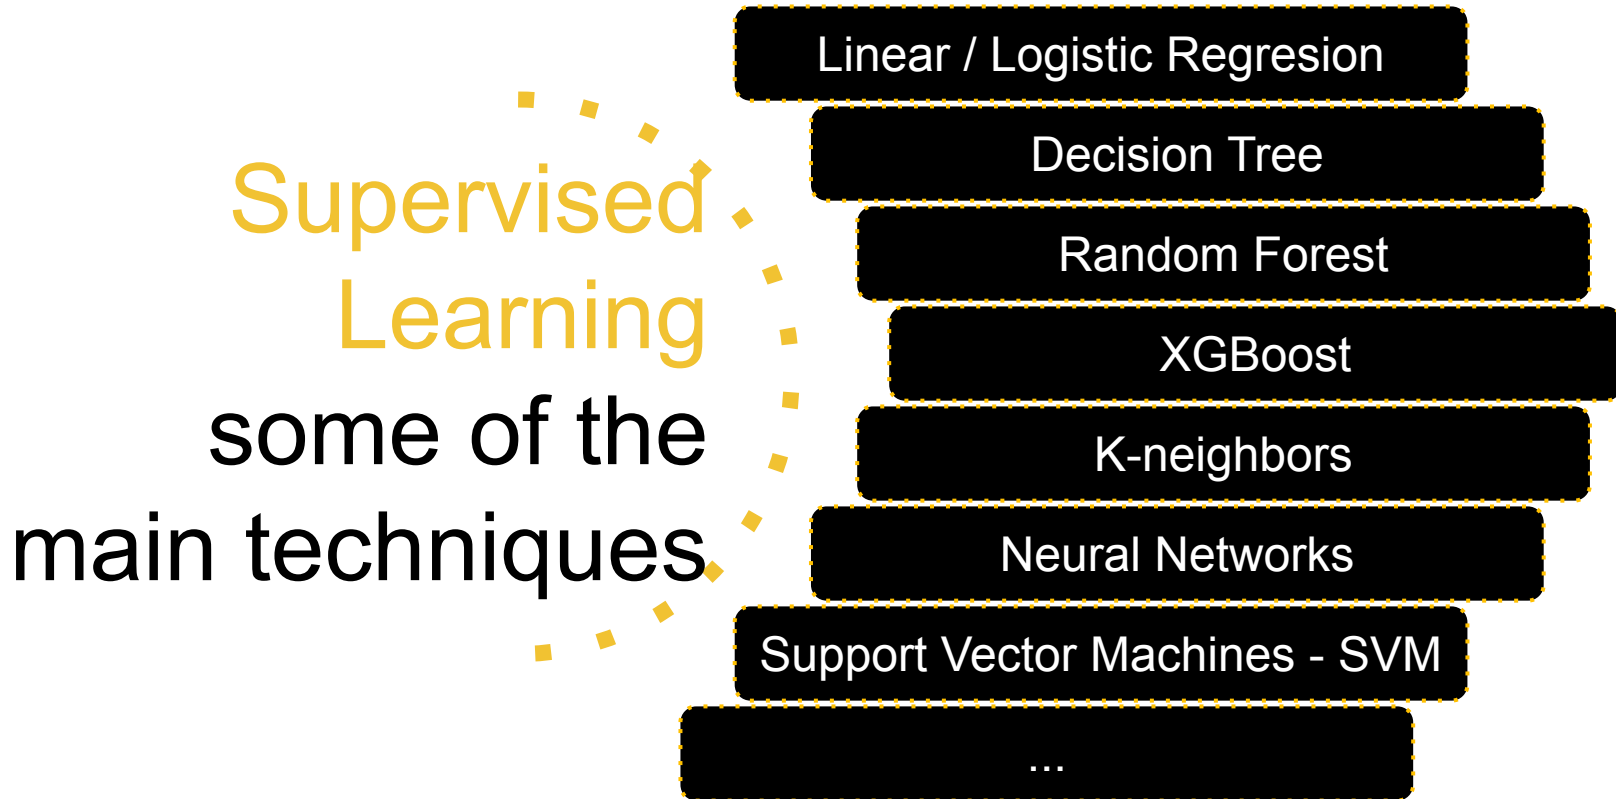 Supervised
Learning
some of the
main techniques
Linear / Logistic Regresion
Decision Tree
Random Forest
XGBoost
K-neighbors
Neural Networks
Support Vector Machines - SVM
...